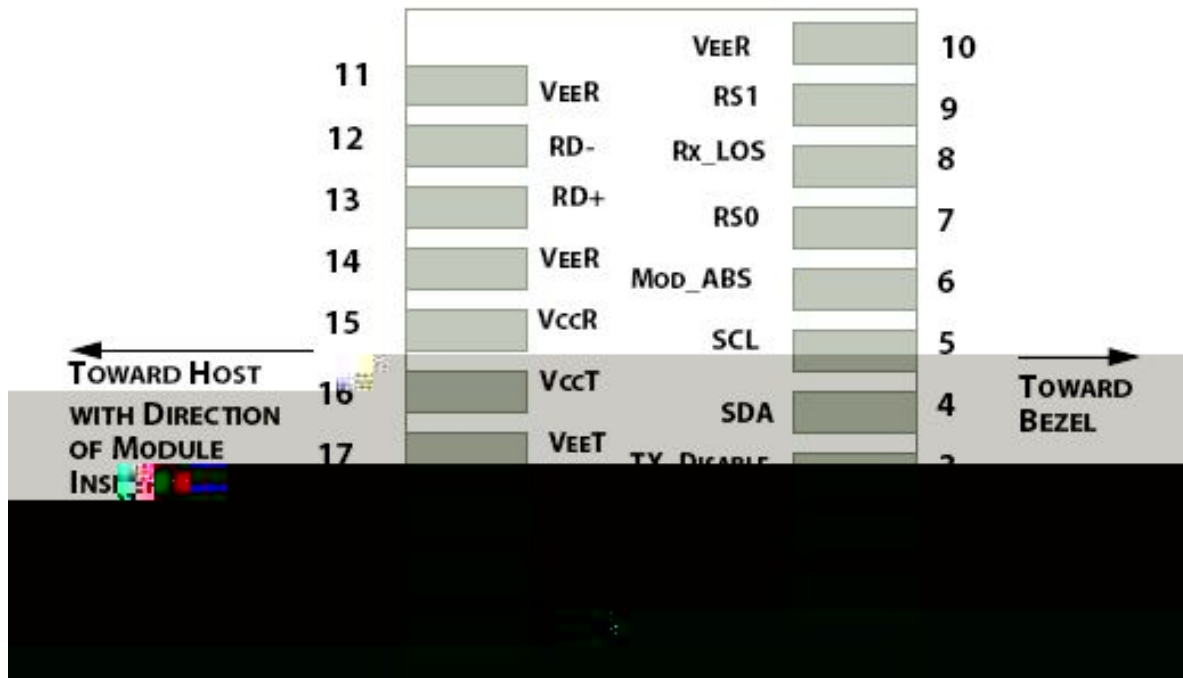 VEER 10
11 VEER
RS1 9
12 RD-
Rx_LOS 8
13 RD+
RS0 7
14 VEER
MOD_ABS 6
15 VCCR
SCL 5
TOWARD HOST
WITH DIRECTION
OF MODULE
16 VCCT
SDA 4
TOWARD
BEZEL
17 VEET
TX_DISABLE